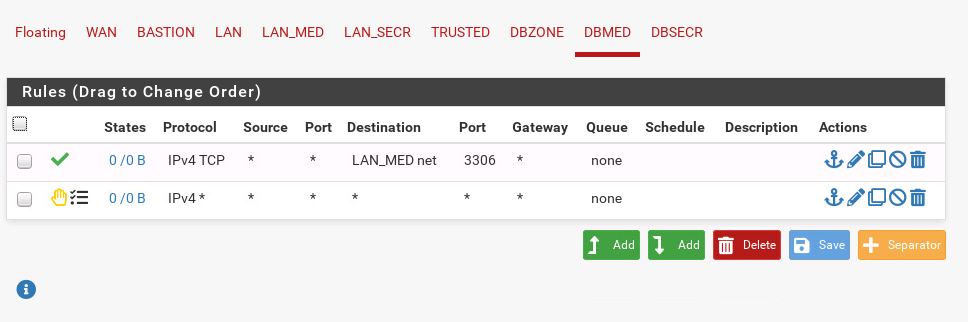 Floating WAN BASTION LAN LAN_MED LAN_SECR TRUSTED DBZONE DBMED DBSECR
Rules (Drag to Change Order)
States Protocol Source Port Destination Port Gateway Queue Schedule Description Actions
0 /0 B IPv4 TCP * * LAN_MED net 3306 * none
0 /0 B IPv4 * * * * * * none
Add Add Delete Save Separator